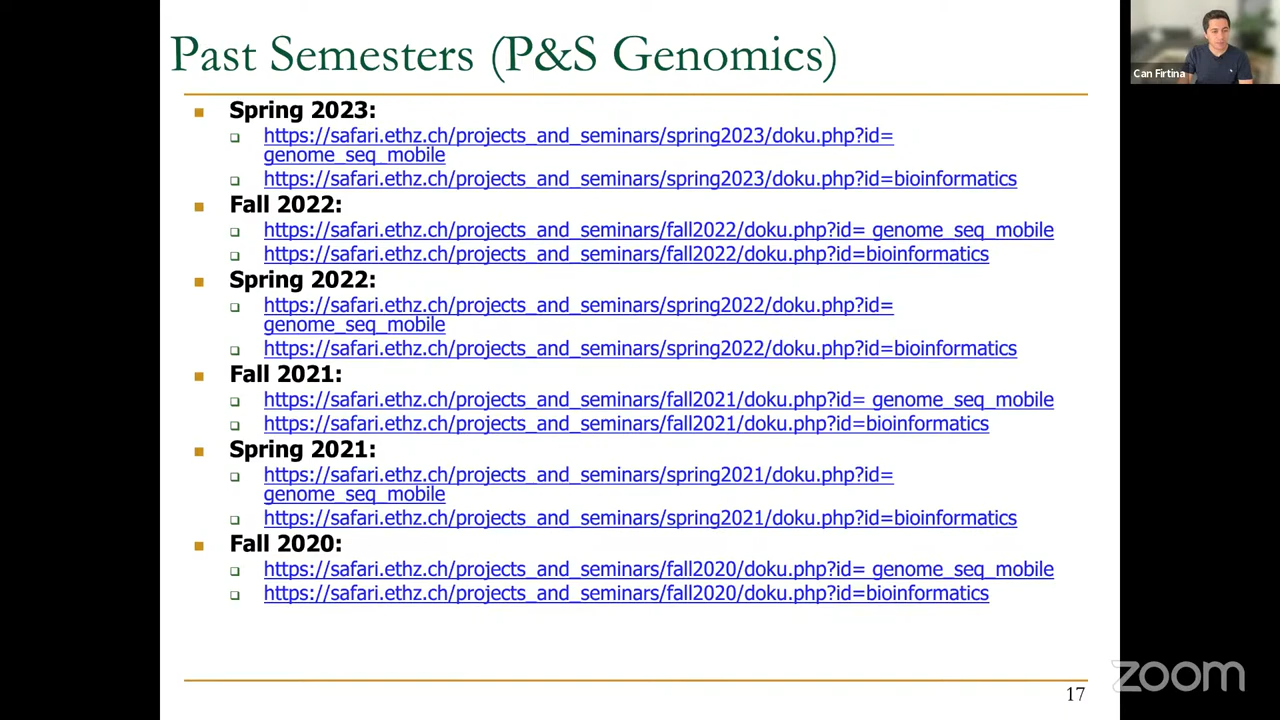 Past Semesters (P&S Genomics)
Spring 2023:
https://safari.ethz.ch/projects_and_seminars/spring2023/doku.php?id=
genome_seq_mobile
https://safari.ethz.ch/projects_and_seminars/spring2023/doku.php?id=bioinformatics
Fall 2022:
https://safari.ethz.ch/projects_and_seminars/fall2022/doku.php?id= genome_seq_mobile
https://safari.ethz.ch/projects_and_seminars/fall2022/doku.php?id=bioinformatics
Spring 2022:
https://safari.ethz.ch/projects_and_seminars/spring2022/doku.php?id=
genome_seq_mobile
https://safari.ethz.ch/projects_and_seminars/spring2022/doku.php?id=bioinformatics
Fall 2021:
https://safari.ethz.ch/projects_and_seminars/fall2021/doku.php?id= genome_seq_mobile
https://safari.ethz.ch/projects_and_seminars/fall2021/doku.php?id=bioinformatics
Spring 2021:
https://safari.ethz.ch/projects_and_seminars/spring2021/doku.php?id=
genome_seq_mobile
https://safari.ethz.ch/projects_and_seminars/spring2021/doku.php?id=bioinformatics
Fall 2020:
https://safari.ethz.ch/projects_and_seminars/fall2020/doku.php?id= genome_seq_mobile
https://safari.ethz.ch/projects_and_seminars/fall2020/doku.php?id=bioinformatics
17
Can Firtina
zoom